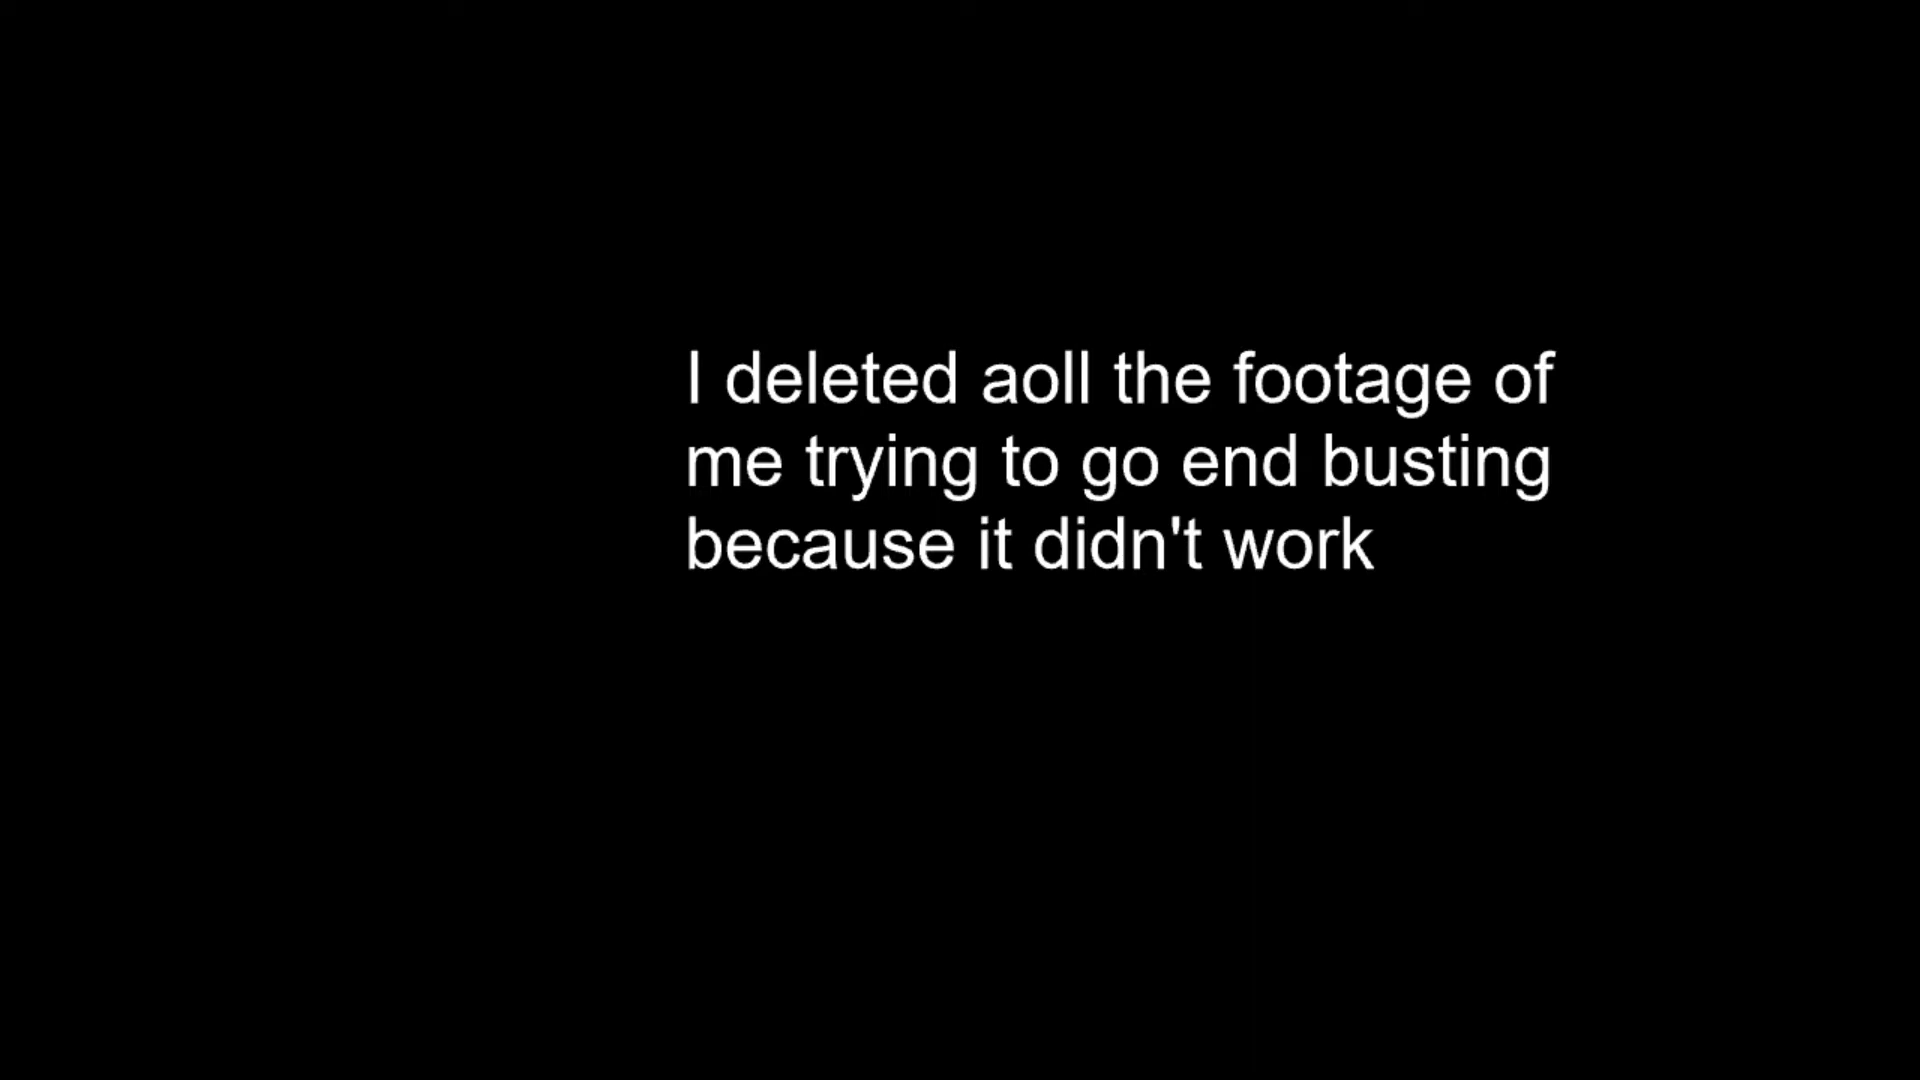 I deleted aoll the footage of
me trying to go end busting
because it didn't work